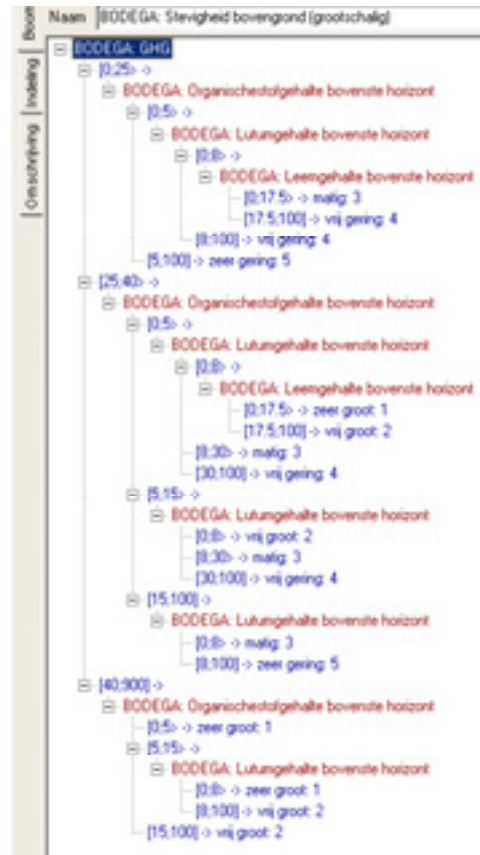 Naam BODEGA: Stevigheid bovengrond (grootschalig)
BODEGA: GHG
[0;25> ->
BODEGA: Organischestofgehalte bovenste horizont
[0;5> ->
BODEGA: Lutumgehalte bovenste horizont
[0;8> ->
BODEGA: Leemgehalte bovenste horizont
[0;17.5> -> matig: 3
[17.5;100] -> vrij gering: 4
[8;100] -> vrij gering: 4
[5;100] -> zeer gering: 5
[25;40> ->
BODEGA: Organischestofgehalte bovenste horizont
[0;5> ->
BODEGA: Lutumgehalte bovenste horizont
[0;8> ->
BODEGA: Leemgehalte bovenste horizont
[0;17.5> -> zeer groot: 1
[17.5;100] -> vrij groot: 2
[8;30> -> matig: 3
[30;100] -> vrij gering: 4
[5;15> ->
BODEGA: Lutumgehalte bovenste horizont
[0;8> -> vrij groot: 2
[8;30> -> matig: 3
[30;100] -> vrij gering: 4
[15;100] ->
BODEGA: Lutumgehalte bovenste horizont
[0;8> -> matig: 3
[8;100] -> zeer gering: 5
[40;900] ->
BODEGA: Organischestofgehalte bovenste horizont
[0;5> -> zeer groot: 1
[5;15> ->
BODEGA: Lutumgehalte bovenste horizont
[0;8> -> zeer groot: 1
[8;100] -> vrij groot: 2
[15;100] -> vrij groot: 2
Boom
Indeling
Omschrijving